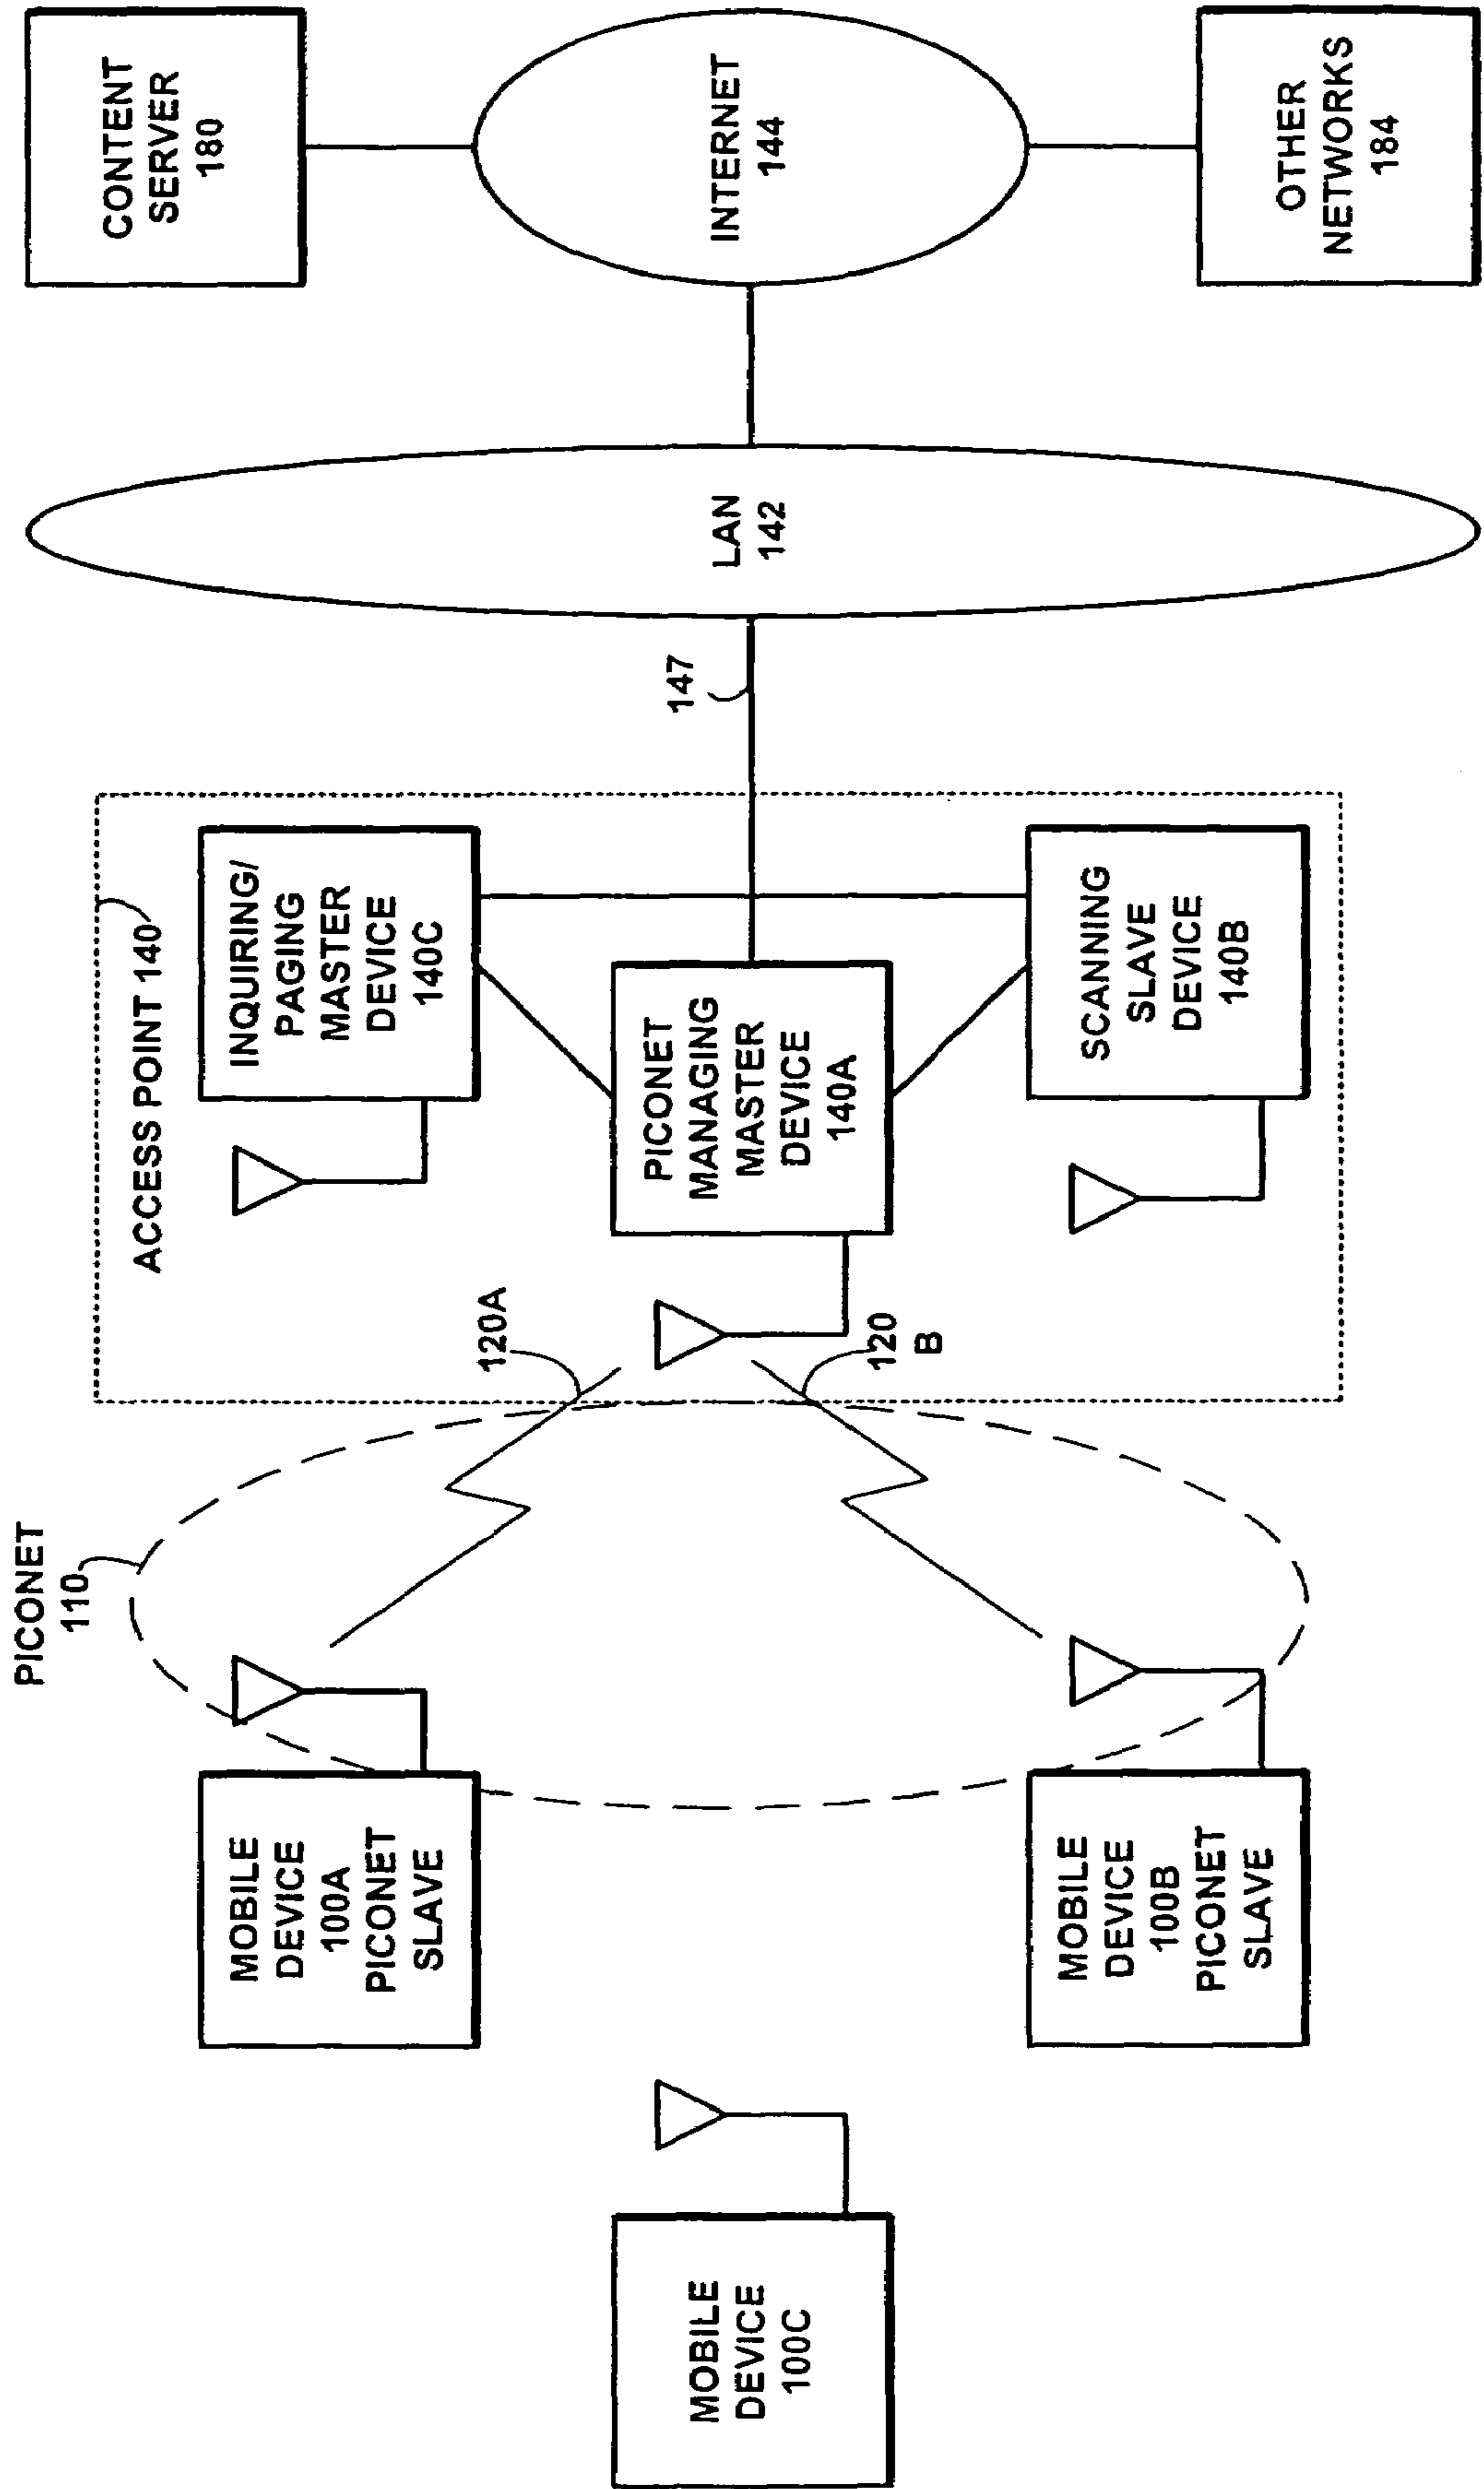 MOBILE
DEVICE
100C
MOBILE
DEVICE
100A
PICONET
SLAVE
MOBILE
DEVICE
100B
PICONET
SLAVE
PICONET
110
120A
120
B
ACCESS POINT 140
INQUIRING/
PAGING
MASTER
DEVICE
140C
PICONET
MANAGING
MASTER
DEVICE
140A
SCANNING
SLAVE
DEVICE
140B
147
LAN
142
CONTENT
SERVER
180
INTERNET
144
OTHER
NETWORKS
184